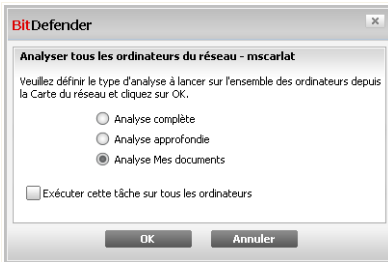 BitDefender
Analyser tous les ordinateurs du réseau - mscarlat
Veuillez définir le type d'analyse à lancer sur l'ensemble des ordinateurs depuis
la Carte du réseau et cliquez sur OK.
Analyse complète
Analyse approfondie
Analyse Mes documents
Exécuter cette tâche sur tous les ordinateurs
OK Annuler